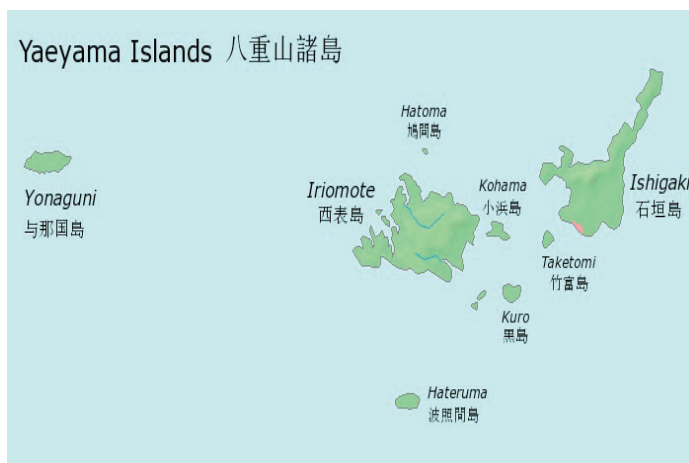 Yaeyama Islands 八重山諸島
Hatoma
鳩間島
Yonaguni
与那国島
Iriomote
西表島
Kohama
小浜島
Ishigaki
石垣島
Taketomi
竹富島
Kuro
黒島
Hateruma
波照間島